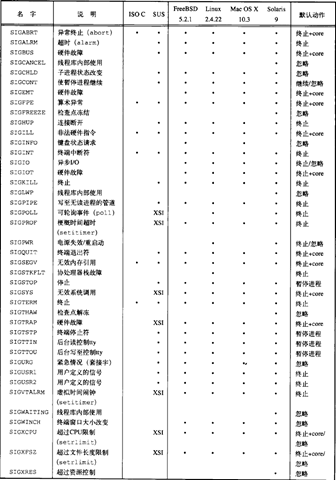 名 字 说 明 ISO C SUS FreeBSD 5.2.1 Linux 2.4.22 Mac OS X 10.3 Solaris 9 默认动作
SIGABRT 异常终止 (abort) • • • • • • 终止+core
SIGALRM 超时 (alarm) • • • • • 终止
SIGBUS 硬件故障 • • • • • 终止+core
SIGCANCEL 线程库内部使用 • 忽略
SIGCHLD 子进程状态改变 • • • • • 忽略
SIGCONT 使暂停进程继续 • • • • • 继续/忽略
SIGEMT 硬件故障 • • • 终止+core
SIGFPE 算术异常 • • • • • • 终止+core
SIGFREEZE 检查点冻结 • 忽略
SIGHUP 连接断开 • • • • • 终止
SIGILL 非法硬件指令 • • • • • • 终止+core
SIGINFO 键盘状态请求 • • 忽略
SIGINT 终端中断符 • • • • • • 终止
SIGIO 异步I/O • • • • 终止/忽略
SIGIOT 硬件故障 • • • • 终止+core
SIGKILL 终止 • • • • • 终止
SIGLWP 线程库内部使用 • 忽略
SIGPIPE 写至无读进程的管道 • • • • • 终止
SIGPOLL 可轮询事件 (poll) XSI • • 终止
SIGPROF 梗概时间超时 XSI • • • • 终止
(setitimer)
SIGPWR 电源失效/重启动 • • 终止/忽略
SIGQUIT 终端退出符 • • • • • 终止+core
SIGSEGV 无效内存引用 • • • • • • 终止+core
SIGSTKFLT 协处理器栈故障 • 终止
SIGSTOP 停止 • • • • • 暂停进程
SIGSYS 无效系统调用 XSI • • • • 终止+core
SIGTERM 终止 • • • • • • 终止
SIGTHAW 检查点解冻 • 忽略
SIGTRAP 硬件故障 XSI • • • • 终止+core
SIGTSTP 终端停止符 • • • • • 暂停进程
SIGTTIN 后台读控制tty • • • • • 暂停进程
SIGTTOU 后台写至控制tty • • • • • 暂停进程
SIGURG 紧急情况 (套接字) • • • • • 忽略
SIGUSR1 用户定义的信号 • • • • • 终止
SIGUSR2 用户定义的信号 • • • • • 终止
SIGVTALRM 虚拟时间闹钟 XSI • • • • 终止
(setitimer)
SIGWAITING 线程库内部使用 • 忽略
SIGWINCH 终端窗口大小改变 • • • • 忽略
SIGXCPU 超过CPU限制 XSI • • • • 终止+core/
(setrlimit) 忽略
SIGXFSZ 超过文件长度限制 XSI • • • • 终止+core/
(setrlimit) 忽略
SIGXRES 超过资源控制 • 忽略